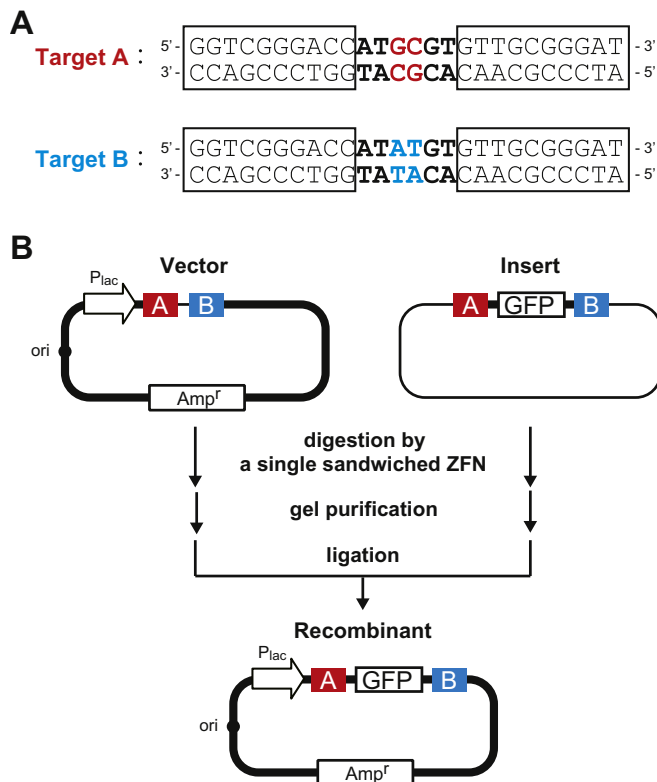 A
Target A : 5' - GGTCGGGACCATGCGTGTTGCGGGAT - 3'
3' - CCAGCCCTGGTACGCACAACGCCCTA - 5'
Target B : 5' - GGTCGGGACCATATGTGTTGCGGGAT - 3'
3' - CCAGCCCTGGTATACACAACGCCCTA - 5'
B
Vector
Insert
Plac
A B
A GFP B
ori
Ampr
digestion by
a single sandwiched ZFN
gel purification
ligation
Recombinant
Plac
A GFP B
ori
Ampr